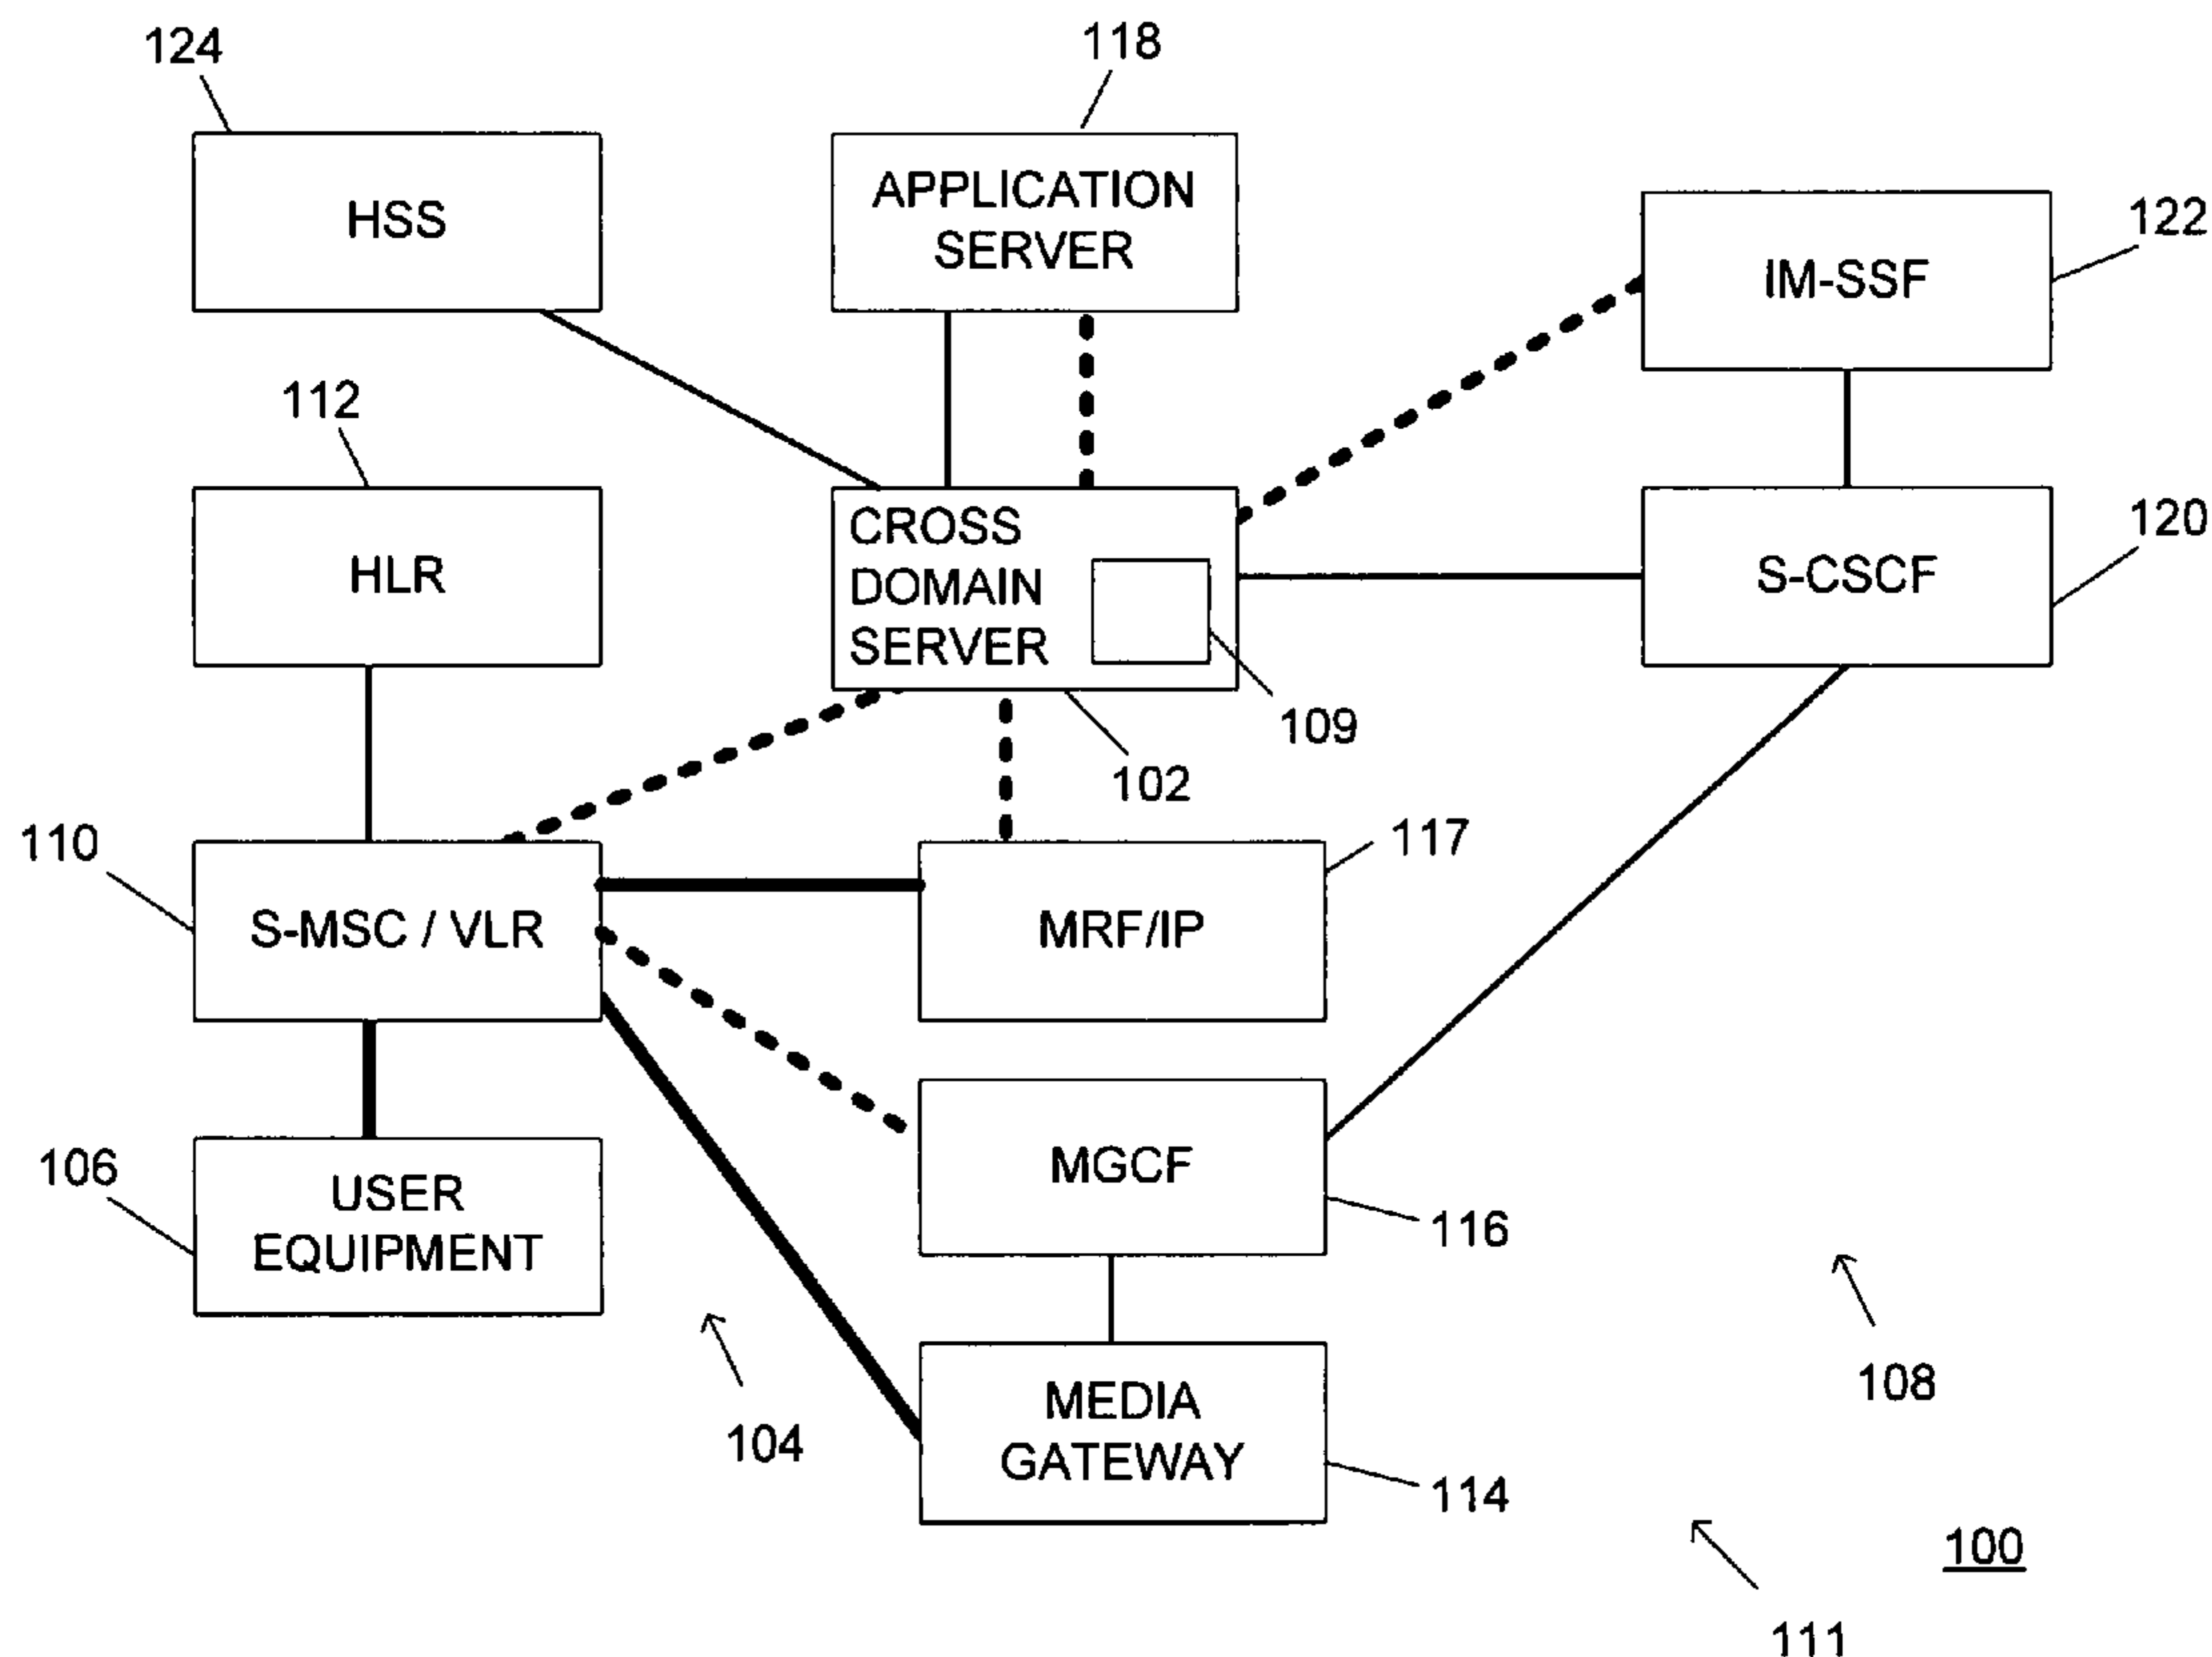 124
118
HSS
APPLICATION
SERVER
122
IM-SSF
112
120
HLR
CROSS
DOMAIN
SERVER
S-CSCF
109
102
110
117
S-MSC / VLR
MRF/IP
106
USER
EQUIPMENT
MGCF
116
108
104
MEDIA
GATEWAY
114
100
111